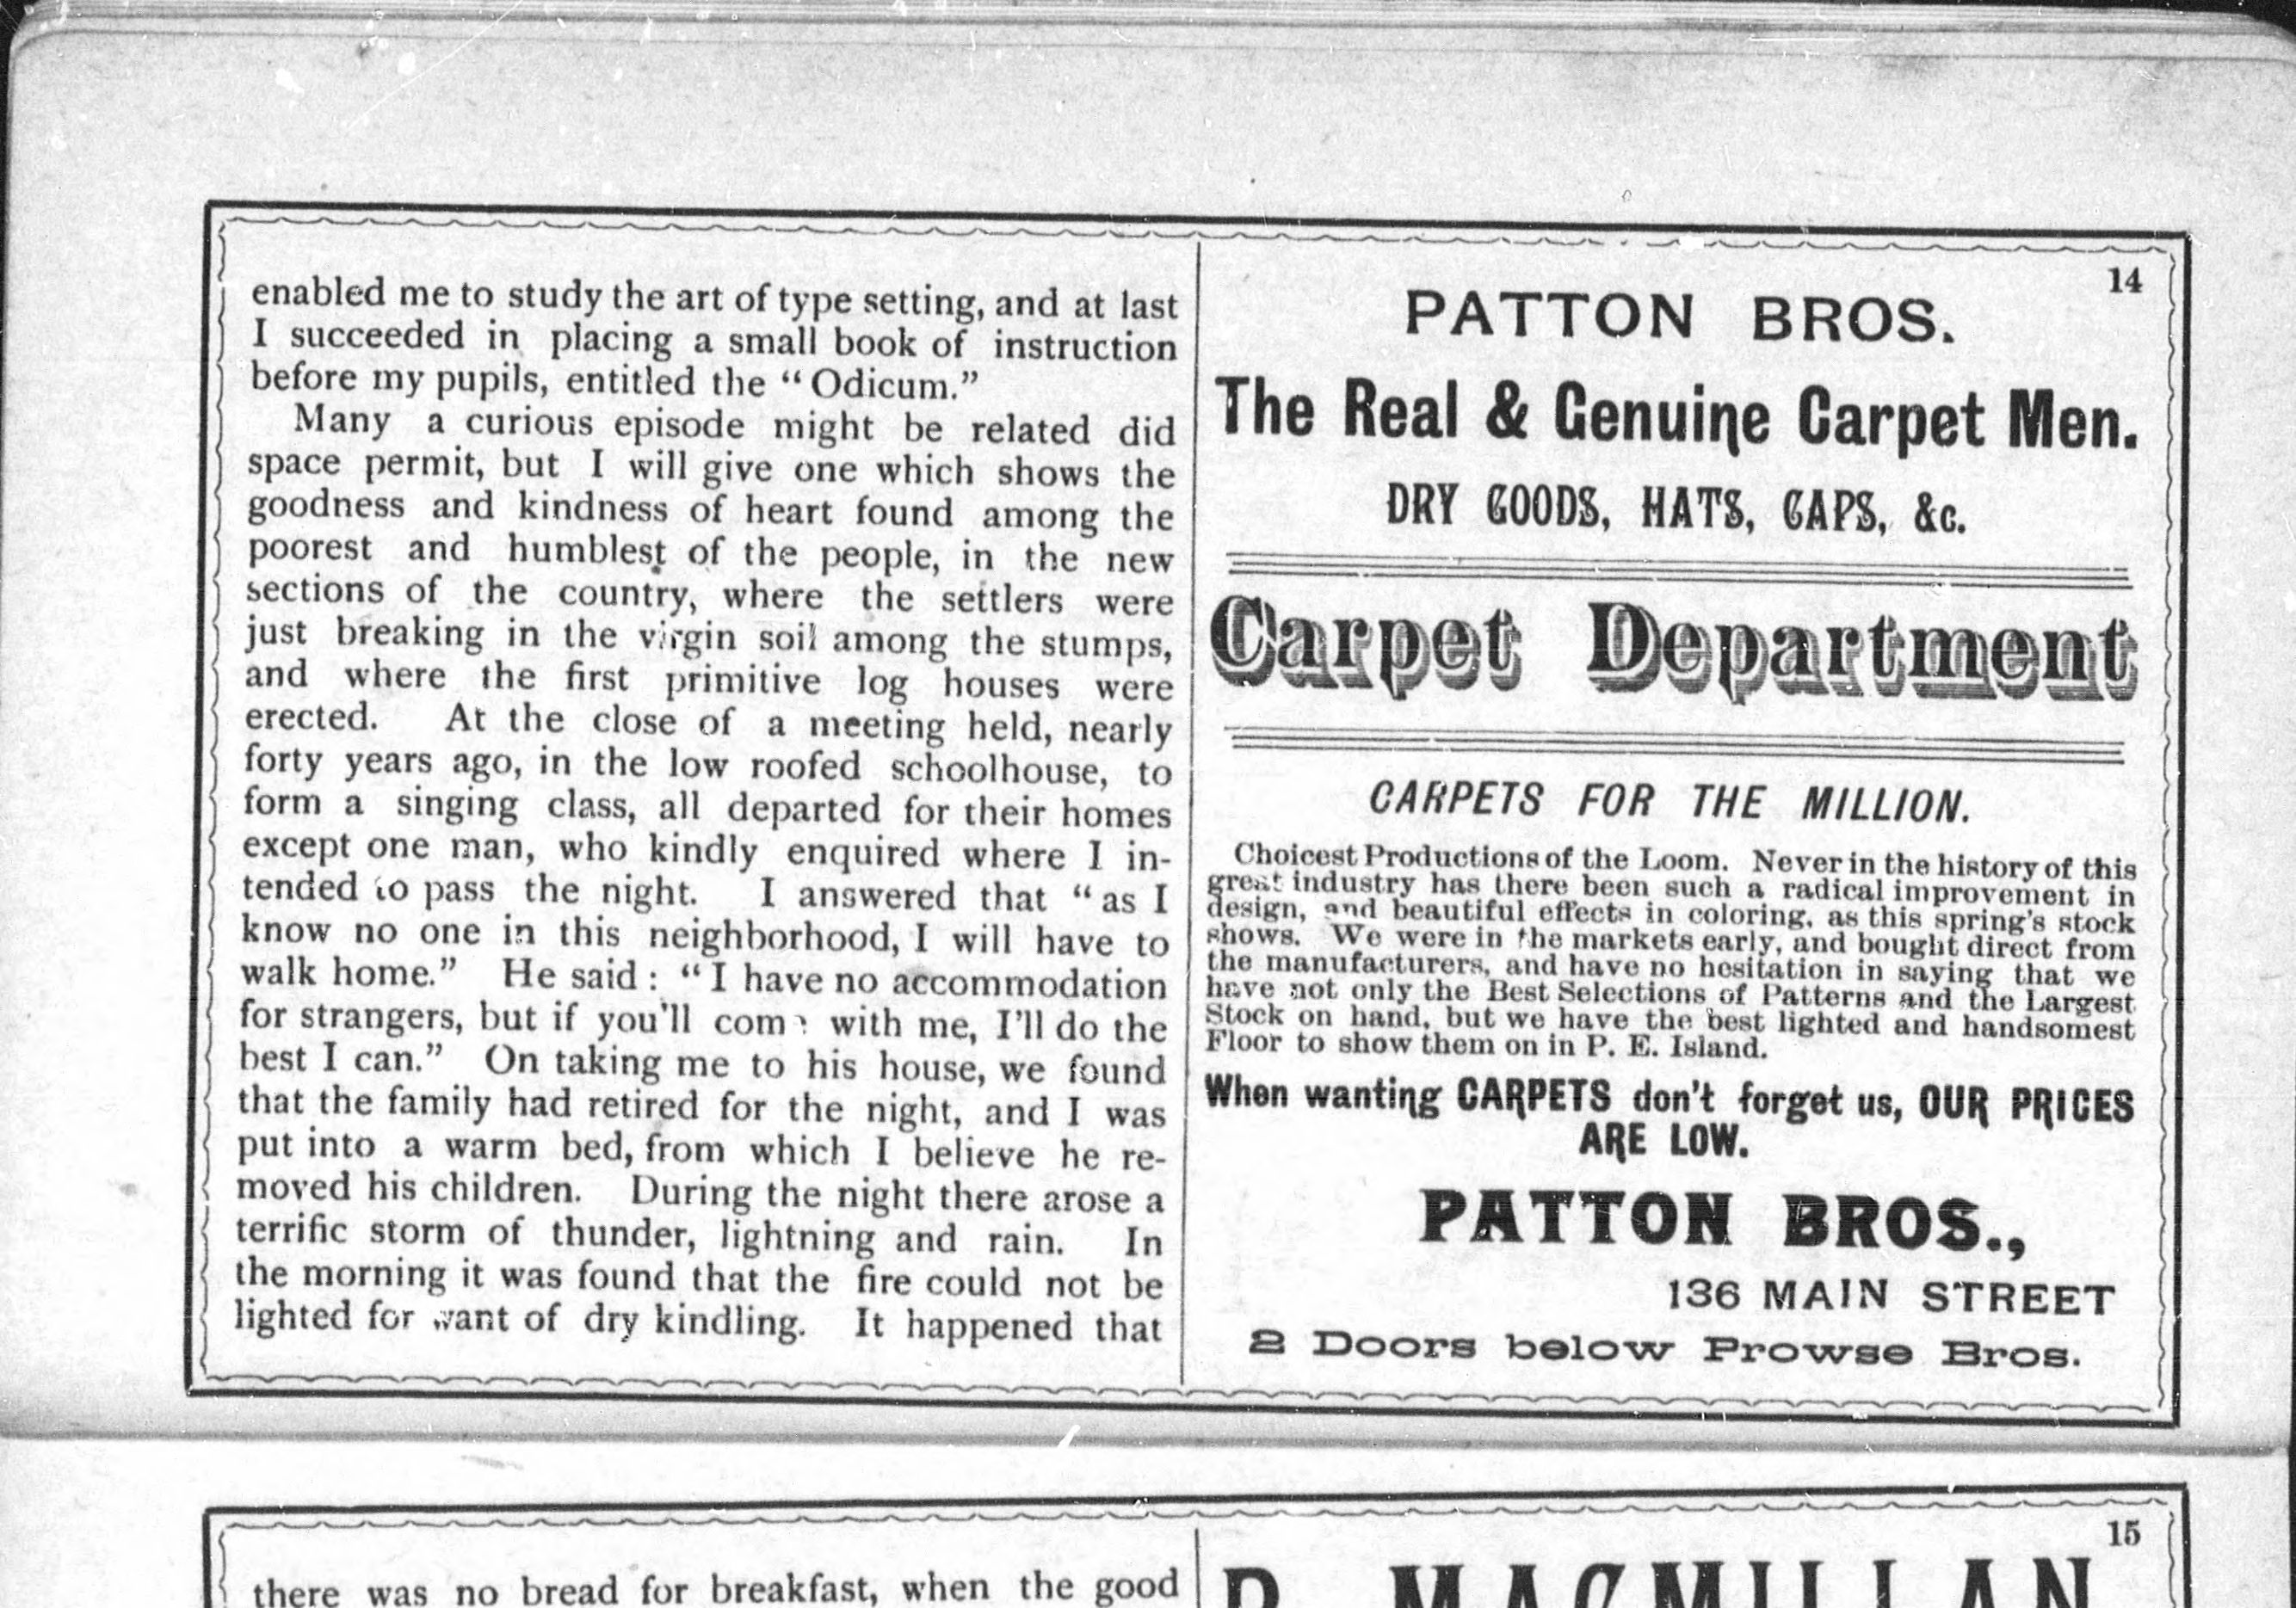 enabled me to study the art of type setting, and at last
I succeeded in placing a small book of instruction
before my pupils, entitled the “Odicum.”
Many a curious episode might be related did
space permit, but I will give one which shows the
goodness and kindness of heart found among the
poorest and humblest of the people, in the new
sections of the country, where the settlers were
just breaking in the virgin soil among the stumps,
and where the first primitive log houses were
erected. At the close of a meeting held, nearly
forty years ago, in the low roofed schoolhouse, to
form a singing class, all departed for their homes
except one man, who kindly enquired where I in-
tended to pass the night. I answered that “as I
know no one in this neighborhood, I will have to
walk home.” He said: “I have no accommodation
for strangers, but if you'll come with me, I'll do the
best I can.” On taking me to his house, we found
that the family had retired for the night, and I was
put into a warm bed, from which I believe he re-
moved his children. During the night there arose a
terrific storm of thunder, lightning and rain. In
the morning it was found that the fire could not be
lighted for want of dry kindling. It happened that
14
PATTON BROS.
The Real & Genuine Carpet Men.
DRY GOODS, HATS, CAPS, &c.
Carpet Department
CARPETS FOR THE MILLION.
Choicest Productions of the Loom. Never in the history of this
great industry has there been such a radical improvement in
design, and beautiful effects in coloring, as this spring's stock
shows. We were in the markets early, and bought direct from
the manufacturers, and have no hesitation in saying that we
have not only the Best Selections of Patterns and the Largest
Stock on hand, but we have the best lighted and handsomest
Floor to show them on in P. E. Island.
When wanting CARPETS don't forget us, OUR PRICES
ARE LOW.
PATTON BROS.,
136 MAIN STREET
2 Doors below Prowse Bros.
there was no bread for breakfast, when the good
15
MACMILLAN